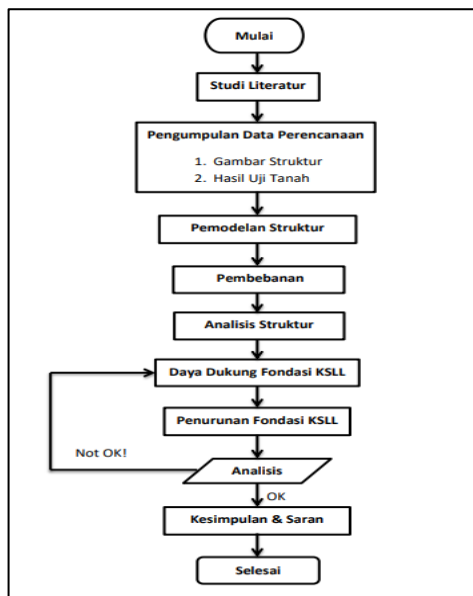 Mulai
Studi Literatur
Pengumpulan Data Perencanaan
1. Gambar Struktur
2. Hasil Uji Tanah
Pemodelan Struktur
Pembebanan
Analisis Struktur
Daya Dukung Fondasi KSLL
Penurunan Fondasi KSLL
Not OK!
Analisis
OK
Kesimpulan & Saran
Selesai